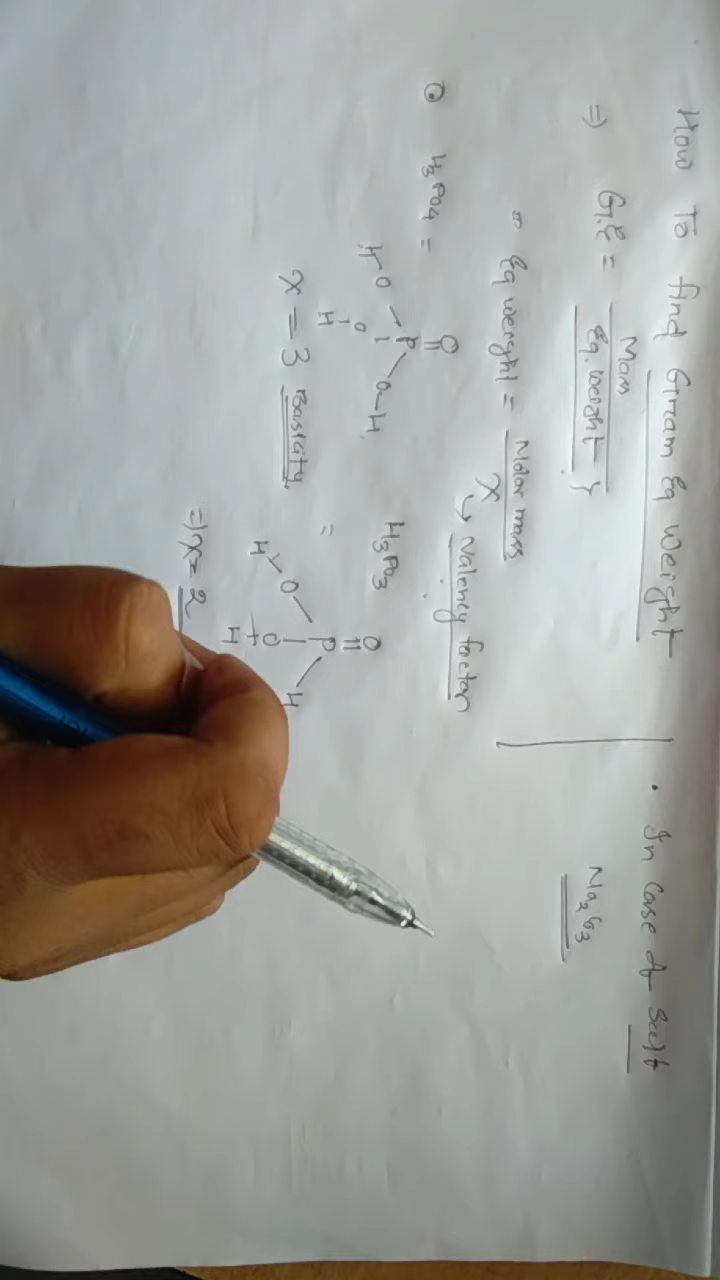 How To find Gram Eq weight
⇒ G.E = Mass
Eq. weight }
Eq weight = Molar mass
x
↳ Valency factor
⊙ H3PO4 =
O
||
H O P O-H
O
H
x = 3 Basicity
H3PO3
=
O
||
H O P H
O
H
⇒ x = 2
• In Case of Salt
Na2CO3